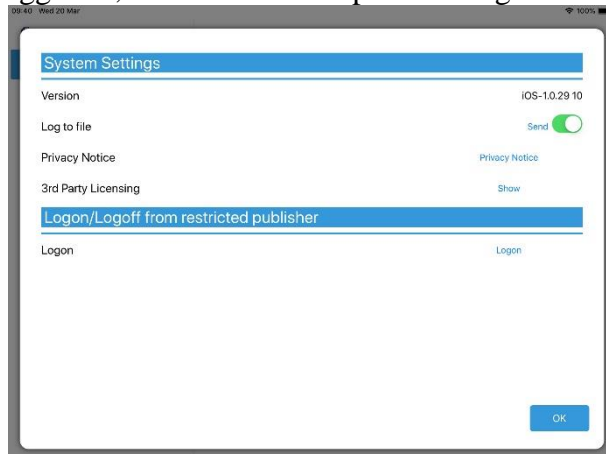 09:40 Wed 20 Mar 100%
System Settings
Version iOS-1.0.29 10
Log to file Send
Privacy Notice Privacy Notice
3rd Party Licensing Show
Logon/Logoff from restricted publisher
Logon Logon
OK